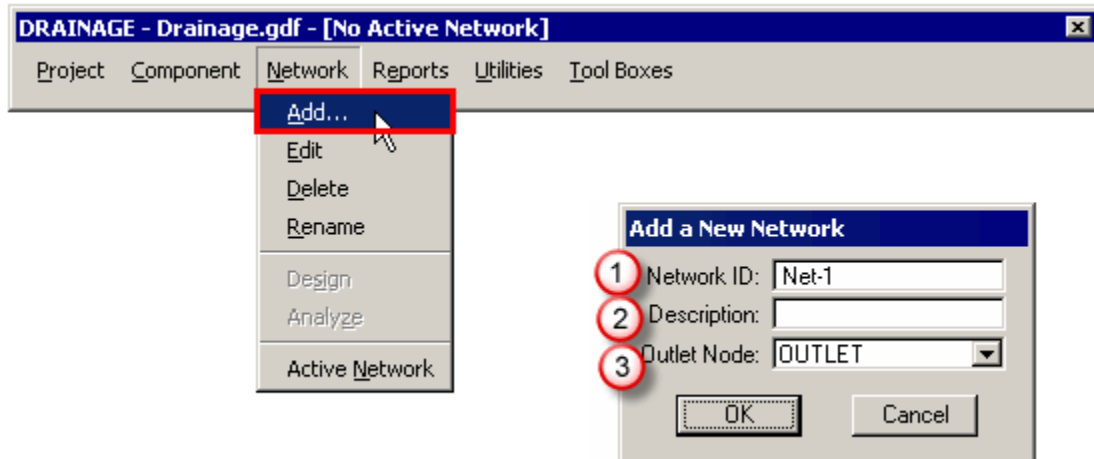 DRAINAGE - Drainage.gdf - [No Active Network]
Project Component Network Reports Utilities Tool Boxes
Add...
Edit
Delete
Rename
Design
Analyze
Active Network
Add a New Network
1 Network ID: Net-1
2 Description:
3 Outlet Node: OUTLET
OK Cancel